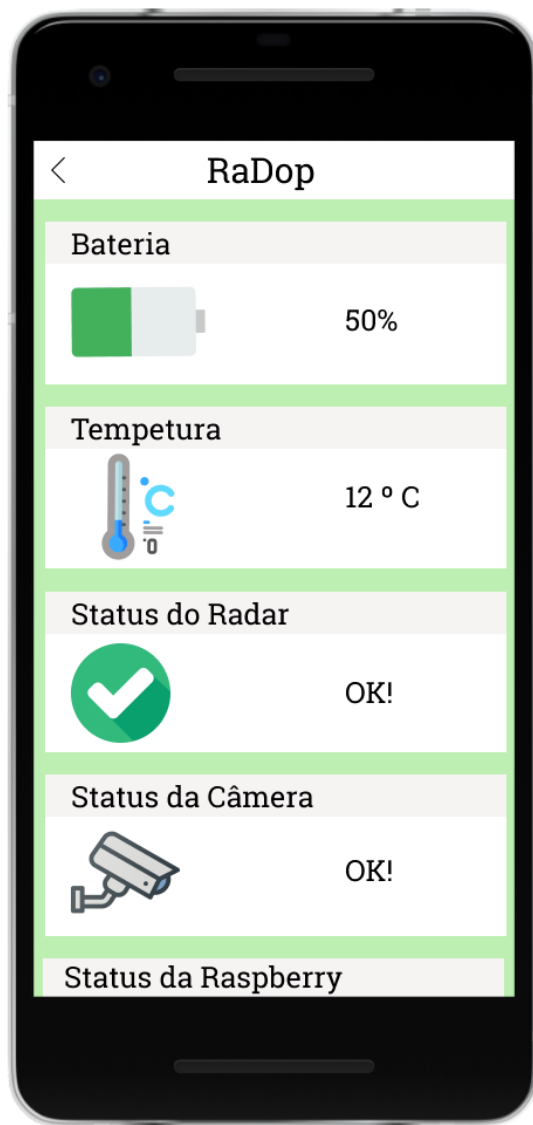 RaDop
Bateria
50%
Tempetura
°C
12 º C
Status do Radar
OK!
Status da Câmera
OK!
Status da Raspberry